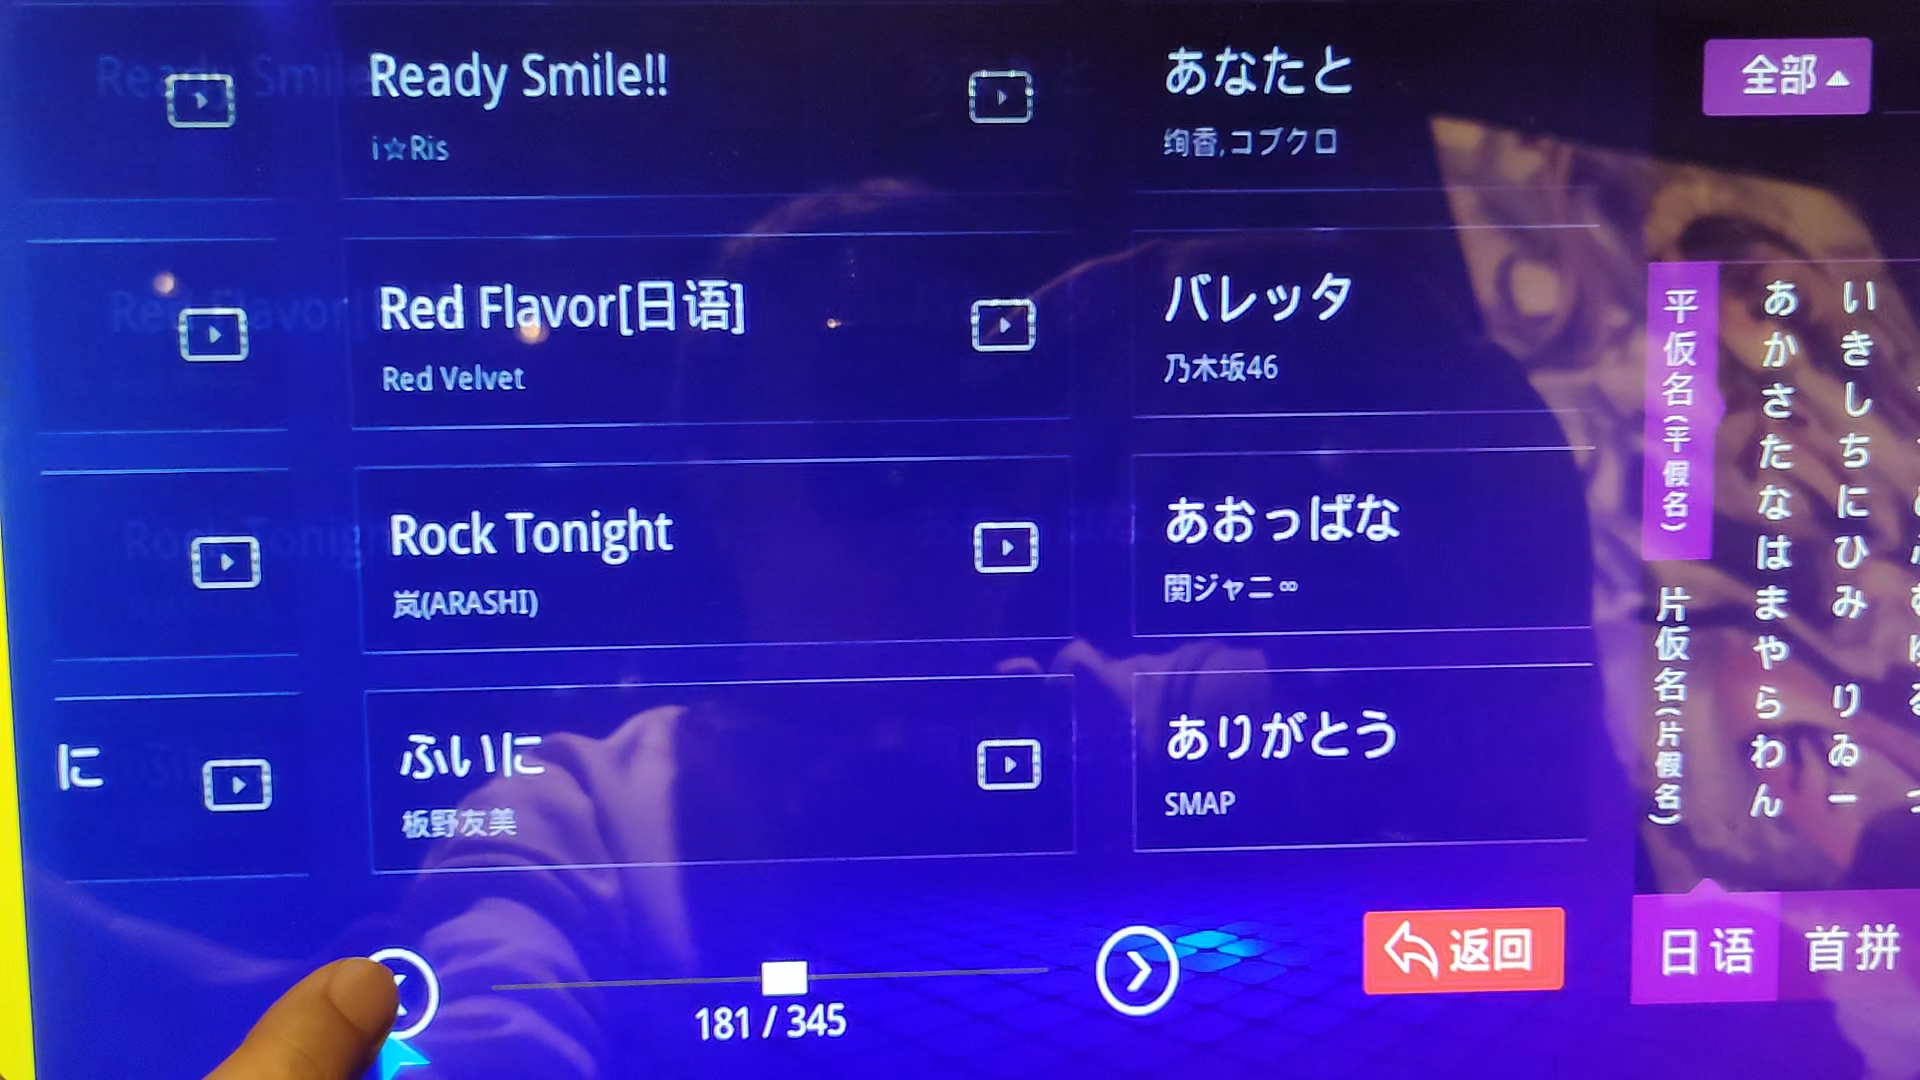 Ready Smile!!
i☆Ris
あなたと
絢香,コブクロ
全部
Red Flavor[日语]
Red Velvet
バレッタ
乃木坂46
Rock Tonight
岚(ARASHI)
あおっぱな
関ジャニ∞
に
ふいに
板野友美
ありがとう
SMAP
平仮名(平假名)
片仮名(片假名)
あかさたなはまやらわん
いきしちにひみ りゐー
181 / 345
返回
日语
首拼